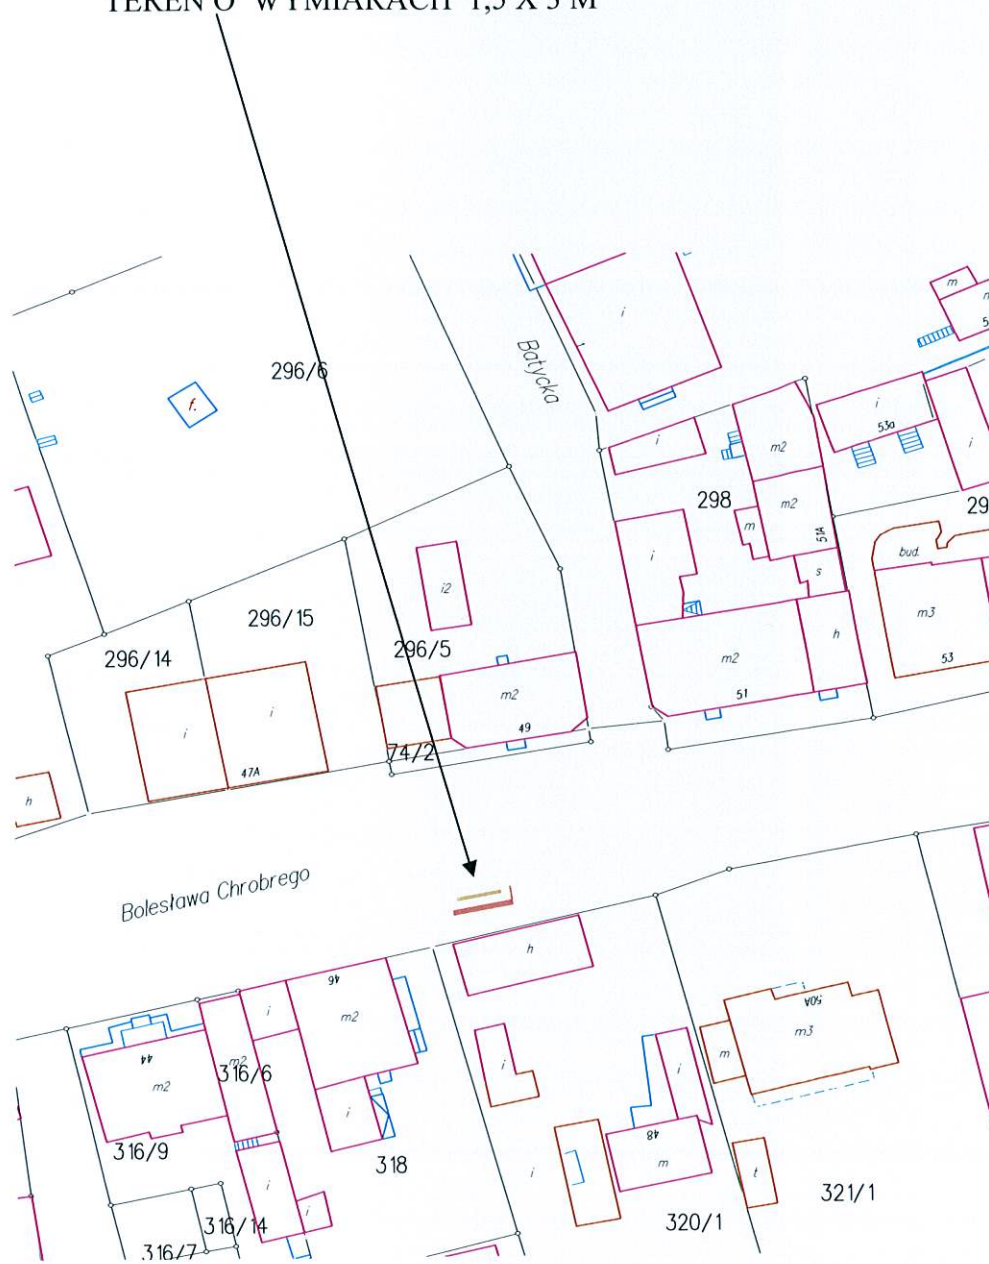 TEREN O WYMIARACH 1,5 X 3 M
m
5
296/6
i
Batycka
f.
i
53a
i
i
m2
298
m2
29
m
51A
bud.
i2
i
s
m3
296/15
296/14
296/5
h
53
m2
m2
51
i
i
49
74/2
47A
h
Bolesława Chrobrego
h
46
i
m2
50A
m3
44
m2
316/6
m
m2
i
i
i
48
316/9
m
318
i
t
i
321/1
i
316/14
320/1
316/7